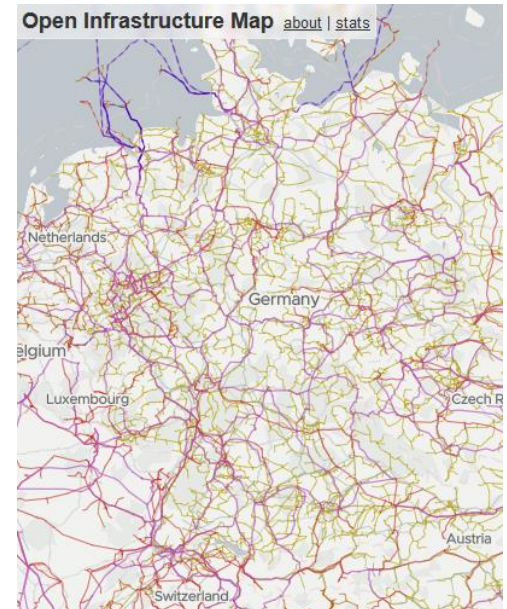 Open Infrastructure Map about | stats
Netherlands
Germany
elgium
Luxembourg
Czech R
Austria
Switzerland